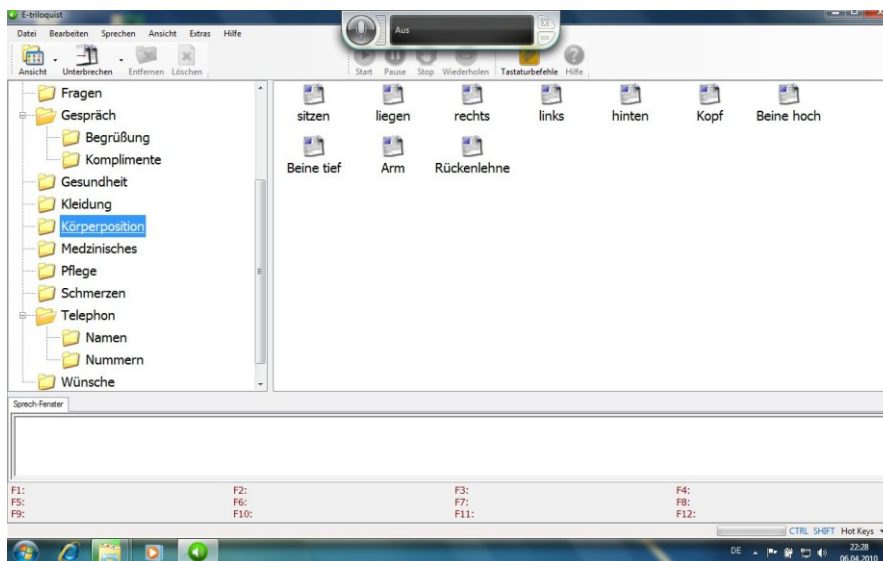 E-triloquist
Aus
Datei Bearbeiten Sprechen Ansicht Extras Hilfe
Ansicht Unterbrechen Entfernen Löschen Start Pause Stop Wiederholen Tastaturbefehle Hilfe
Fragen
Gespräch
Begrüßung
Komplimente
Gesundheit
Kleidung
Körperposition
Medzinisches
Pflege
Schmerzen
Telephon
Namen
Nummern
Wünsche
sitzen liegen rechts links hinten Kopf Beine hoch
Beine tief Arm Rückenlehne
Sprech-Fenster
F1: F2: F3: F4:
F5: F6: F7: F8:
F9: F10: F11: F12:
CTRL SHIFT Hot Keys
DE 22:28
06.04.2010